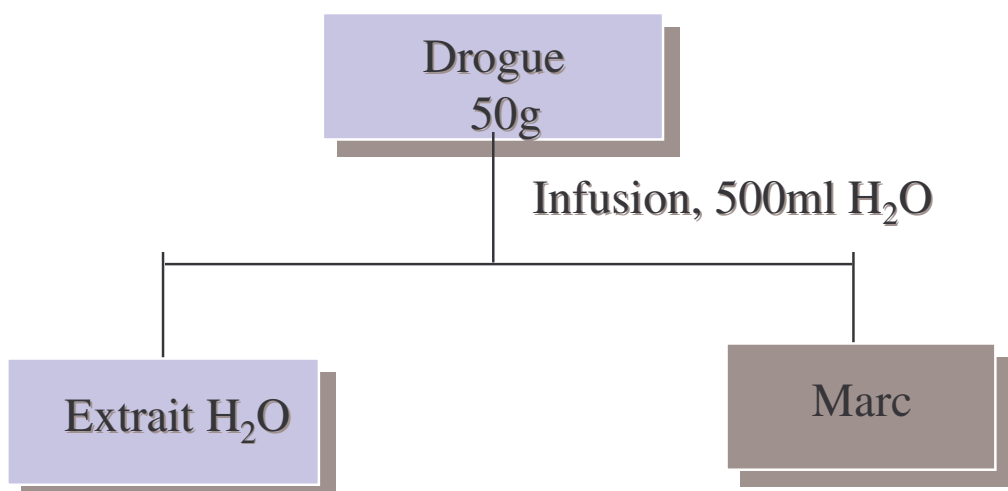 Drogue
50g
Infusion, 500ml H₂O
Extrait H₂O
Marc